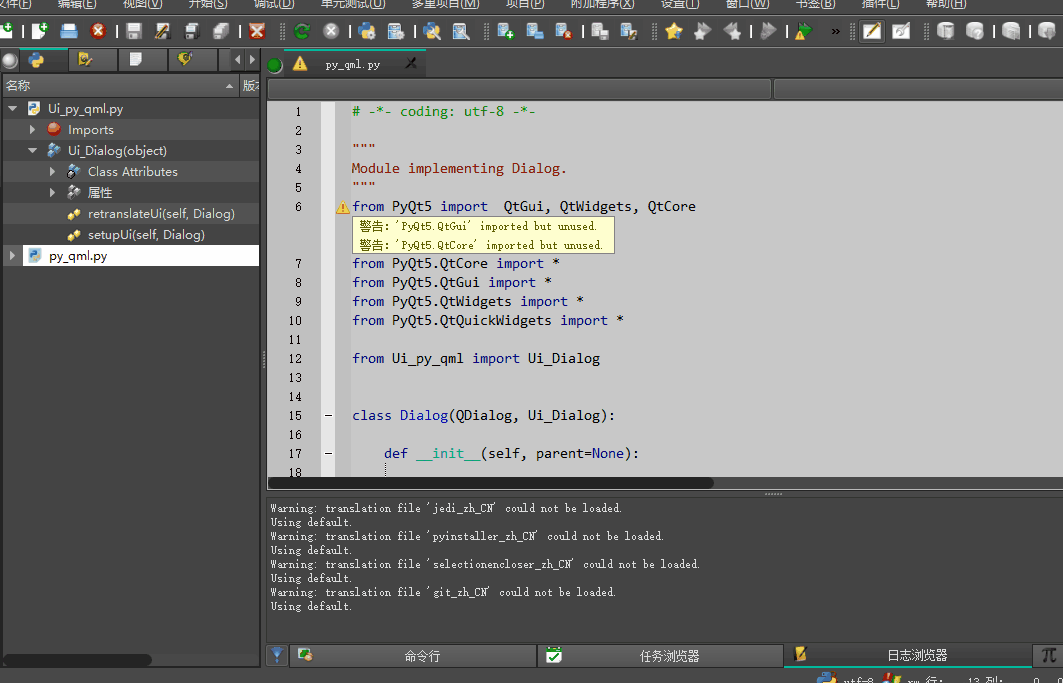 文件(F) 编辑(E) 视图(V) 开始(S) 调试(D) 单元测试(U) 多重项目(M) 项目(P) 附加程序(X) 设置(T) 窗口(W) 书签(B) 插件(L) 帮助(H)
»
py_qml.py
名称 版本
Ui_py_qml.py
Imports
Ui_Dialog(object)
Class Attributes
属性
retranslateUi(self, Dialog)
setupUi(self, Dialog)
py_qml.py
1 # -*- coding: utf-8 -*-
2
3 """
4 Module implementing Dialog.
5 """
6 from PyQt5 import  QtGui, QtWidgets, QtCore
警告: 'PyQt5.QtGui' imported but unused.
警告: 'PyQt5.QtCore' imported but unused.
7 from PyQt5.QtCore import *
8 from PyQt5.QtGui import *
9 from PyQt5.QtWidgets import *
10 from PyQt5.QtQuickWidgets import *
11
12 from Ui_py_qml import Ui_Dialog
13
14
15 class Dialog(QDialog, Ui_Dialog):
16
17 def __init__(self, parent=None):
18
Warning: translation file 'jedi_zh_CN' could not be loaded.
Using default.
Warning: translation file 'pyinstaller_zh_CN' could not be loaded.
Using default.
Warning: translation file 'selectionencloser_zh_CN' could not be loaded.
Using default.
Warning: translation file 'git_zh_CN' could not be loaded.
Using default.
命令行 任务浏览器 日志浏览器 π
utf-8 rw 行: 13 列: 0